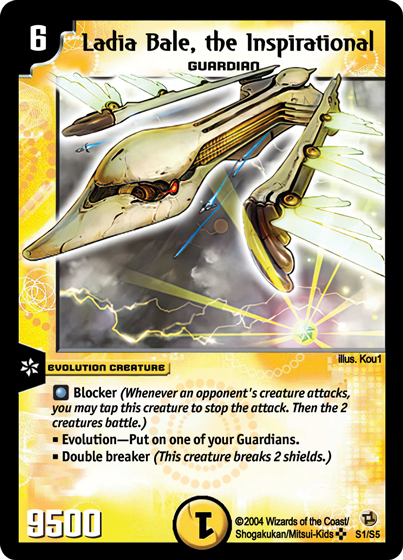 6
Ladia Bale, the Inspirational
GUARDIAN
illus. Kou1
EVOLUTION CREATURE
Blocker (Whenever an opponent's creature attacks,
you may tap this creature to stop the attack. Then the 2
creatures battle.)
▪ Evolution—Put on one of your Guardians.
▪ Double breaker (This creature breaks 2 shields.)
9500
1
©2004 Wizards of the Coast/
Shogakukan/Mitsui-Kids S1/S5